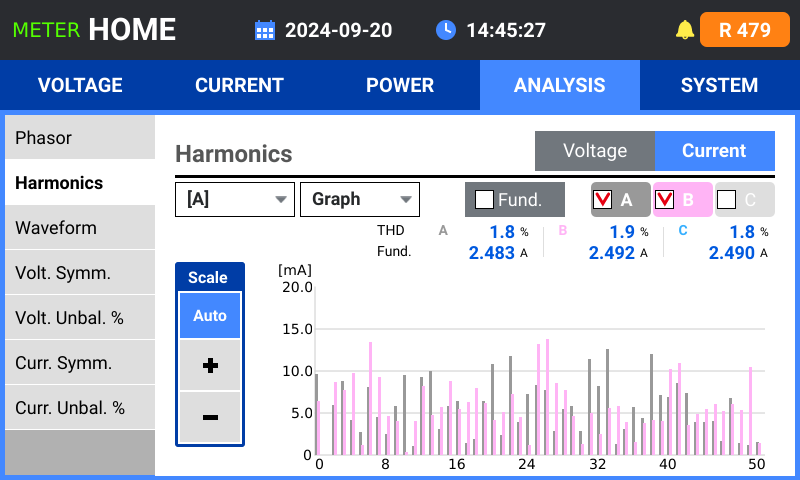 METER HOME 2024-09-20 14:45:27 R 479
VOLTAGE CURRENT POWER ANALYSIS SYSTEM
Phasor
Harmonics
Waveform
Volt. Symm.
Volt. Unbal. %
Curr. Symm.
Curr. Unbal. %
Harmonics Voltage Current
[A] Graph Fund. A B C
THD A 1.8 % B 1.9 % C 1.8 %
Fund. 2.483 A 2.492 A 2.490 A
Scale
Auto
+
−
[mA]
20.0
15.0
10.0
5.0
0
0 8 16 24 32 40 50